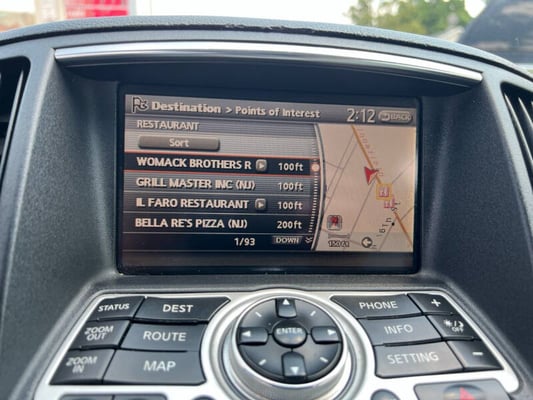 Destination > Points of Interest 2:12 BACK
RESTAURANT
Sort
WOMACK BROTHERS R 100ft
GRILL MASTER INC (NJ) 100ft
IL FARO RESTAURANT 100ft
BELLA RE'S PIZZA (NJ) 200ft
1/93 DOWN
150ft
STATUS
DEST
ZOOM OUT
ROUTE
ZOOM IN
MAP
ENTER
PHONE
+
INFO
OFF
SETTING
-